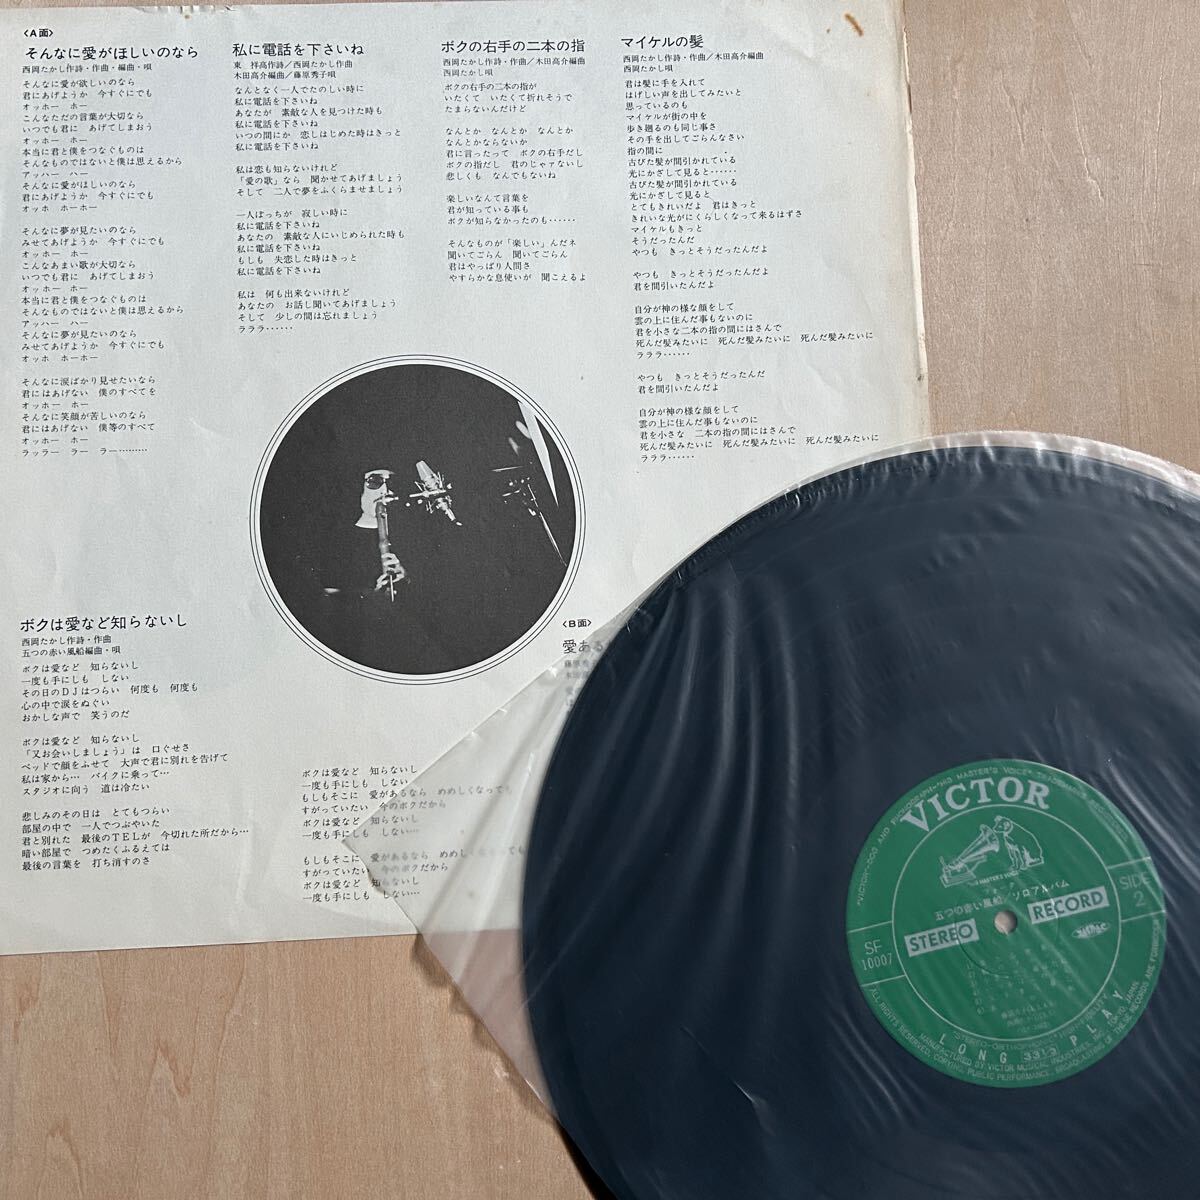 〈A面〉
そんなに愛がほしいのなら
西岡たかし作詩・作曲・編曲・唄
そんなに愛が欲しいのなら
君にあげようか　今すぐにでも
オッホー　ホー
こんなただの言葉が大切なら
いつでも君に　あげてしまおう
オッホー　ホー
本当に君と僕をつなぐものは
そんなものではないと僕は思えるから
アッハー　ハー
そんなに愛がほしいのなら
君にあげようか　今すぐにでも
オッホ　ホーホー
そんなに夢が見たいのなら
みせてあげようか　今すぐにでも
オッホー　ホー
こんなあまい歌が大切なら
いつでも君に　あげてしまおう
オッホー　ホー
本当に君と僕をつなぐものは
そんなものではないと僕は思えるから
アッハー　ハー
そんなに夢が見たいのなら
みせてあげようか　今すぐにでも
オッホ　ホーホー
そんなに涙ばかり見せたいなら
君にはあげない　僕のすべてを
オッホー　ホー
そんなに笑顔が苦しいのなら
君にはあげない　僕等のすべて
オッホー　ホー
ラッラー　ラー　ラー………
私に電話を下さいね
東　祥高作詩／西岡たかし作曲
木田高介編曲／藤原秀子唄
なんとなく一人でたのしい時に
私に電話を下さいね
あなたが　素敵な人を見つけた時も
私に電話を下さいね
いつの間にか　恋しはじめた時はきっと
私に電話を下さいね
私は恋も知らないけれど
「愛の歌」なら　聞かせてあげましょう
そして　二人で夢をふくらませましょう
一人ぼっちが　寂しい時に
私に電話を下さいね
あなたの　素敵な人にいじめられた時も
私に電話を下さいね
もしも　失恋した時はきっと
私に電話を下さいね
私は　何も出来ないけれど
あなたの　お話し聞いてあげましょう
そして　少しの間は忘れましょう
ラララ……
ボクの右手の二本の指
西岡たかし作詩・作曲／木田高介編曲
西岡たかし唄
ボクの右手の二本の指が
いたくて　いたくて折れそうで
たまらないんだけど
なんとか　なんとか　なんとか
なんとかならないか
君に言ったって　ボクの右手だし
ボクの指だし　君のじゃァないし
悲しくも　なんでもないね
楽しいなんて言葉を
君が知っている事も
ボクが知らなかったのも……
そんなものが「楽しい」んだネ
聞いてごらん　聞いてごらん
君はやっぱり人間さ
やすらかな息使いが　聞こえるよ
マイケルの髪
西岡たかし作詩・作曲／木田高介編曲
西岡たかし唄
君は髪に手を入れて
はげしい声を出してみたいと
思っているのも
マイケルが街の中を
歩き廻るのも同じ事さ
その手を出してごらんなさい
指の間に
古びた髪が間引かれている
光にかざして見ると……
古びた髪が間引かれている
光にかざして見ると
とてもきれいだよ　君はきっと
きれいな光がにくらしくなって来るはずさ
マイケルもきっと
そうだったんだ
やつも　きっとそうだったんだよ
やつも　きっとそうだったんだよ
君を間引いたんだよ
自分が神の様な顔をして
雲の上に住んだ事もないのに
君を小さな二本の指の間にはさんで
死んだ髪みたいに　死んだ髪みたいに　死んだ髪みたいに
ラララ……
やつも　きっとそうだったんだ
君を間引いたんだよ
自分が神の様な顔をして
雲の上に住んだ事もないのに
君を小さな　二本の指の間にはさんで
死んだ髪みたいに　死んだ髪みたいに　死んだ髪みたいに
ラララ……
ボクは愛など知らないし
西岡たかし作詩・作曲
五つの赤い風船編曲・唄
ボクは愛など　知らないし
一度も手にしも　しない
その日のＤＪはつらい　何度も　何度も
心の中で涙をぬぐい
おかしな声で　笑うのだ
ボクは愛など　知らないし
「又お会いしましょう」は　口ぐせさ
ベッドで顔をふせて　大声で君に別れを告げて
私は家から…　バイクに乗って…
スタジオに向う　道は冷たい
悲しみのその日は　とてもつらい
部屋の中で　一人でつぶやいた
君と別れた　最後のＴＥＬが　今切れた所だから…
暗い部屋で　つめたくふるえては
最後の言葉を　打ち消すのさ
ボクは愛など　知らないし
一度も手にしも　しない
もしもそこに　愛があるなら　めめしくなっても
すがっていたい　今のボクだから
ボクは愛など　知らないし
一度も手にしも　しない…
もしもそこに　愛があるなら　めめしくなっても
すがっていたい　今のボクだから
ボクは愛など　知らないし
一度も手にしも　しない…
〈B面〉
愛ある
VICTOR
"HIS MASTER'S VOICE"
五つの赤い風船／ソロアルバム
SIDE
2
STEREO
RECORD
SF
10007
LONG 33⅓ PLAY